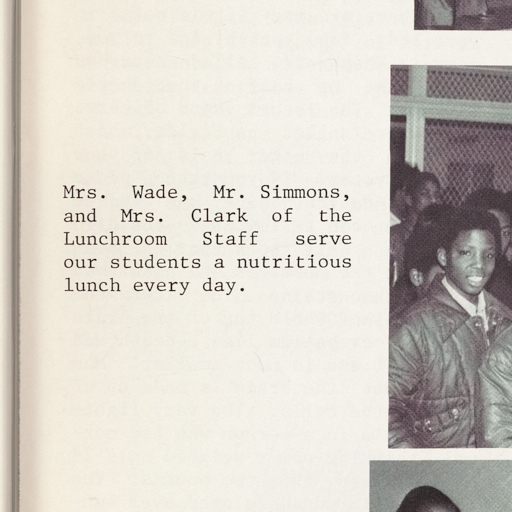 Mrs. Wade, Mr. Simmons,
and Mrs. Clark of the
Lunchroom Staff serve
our students a nutritious
lunch every day.